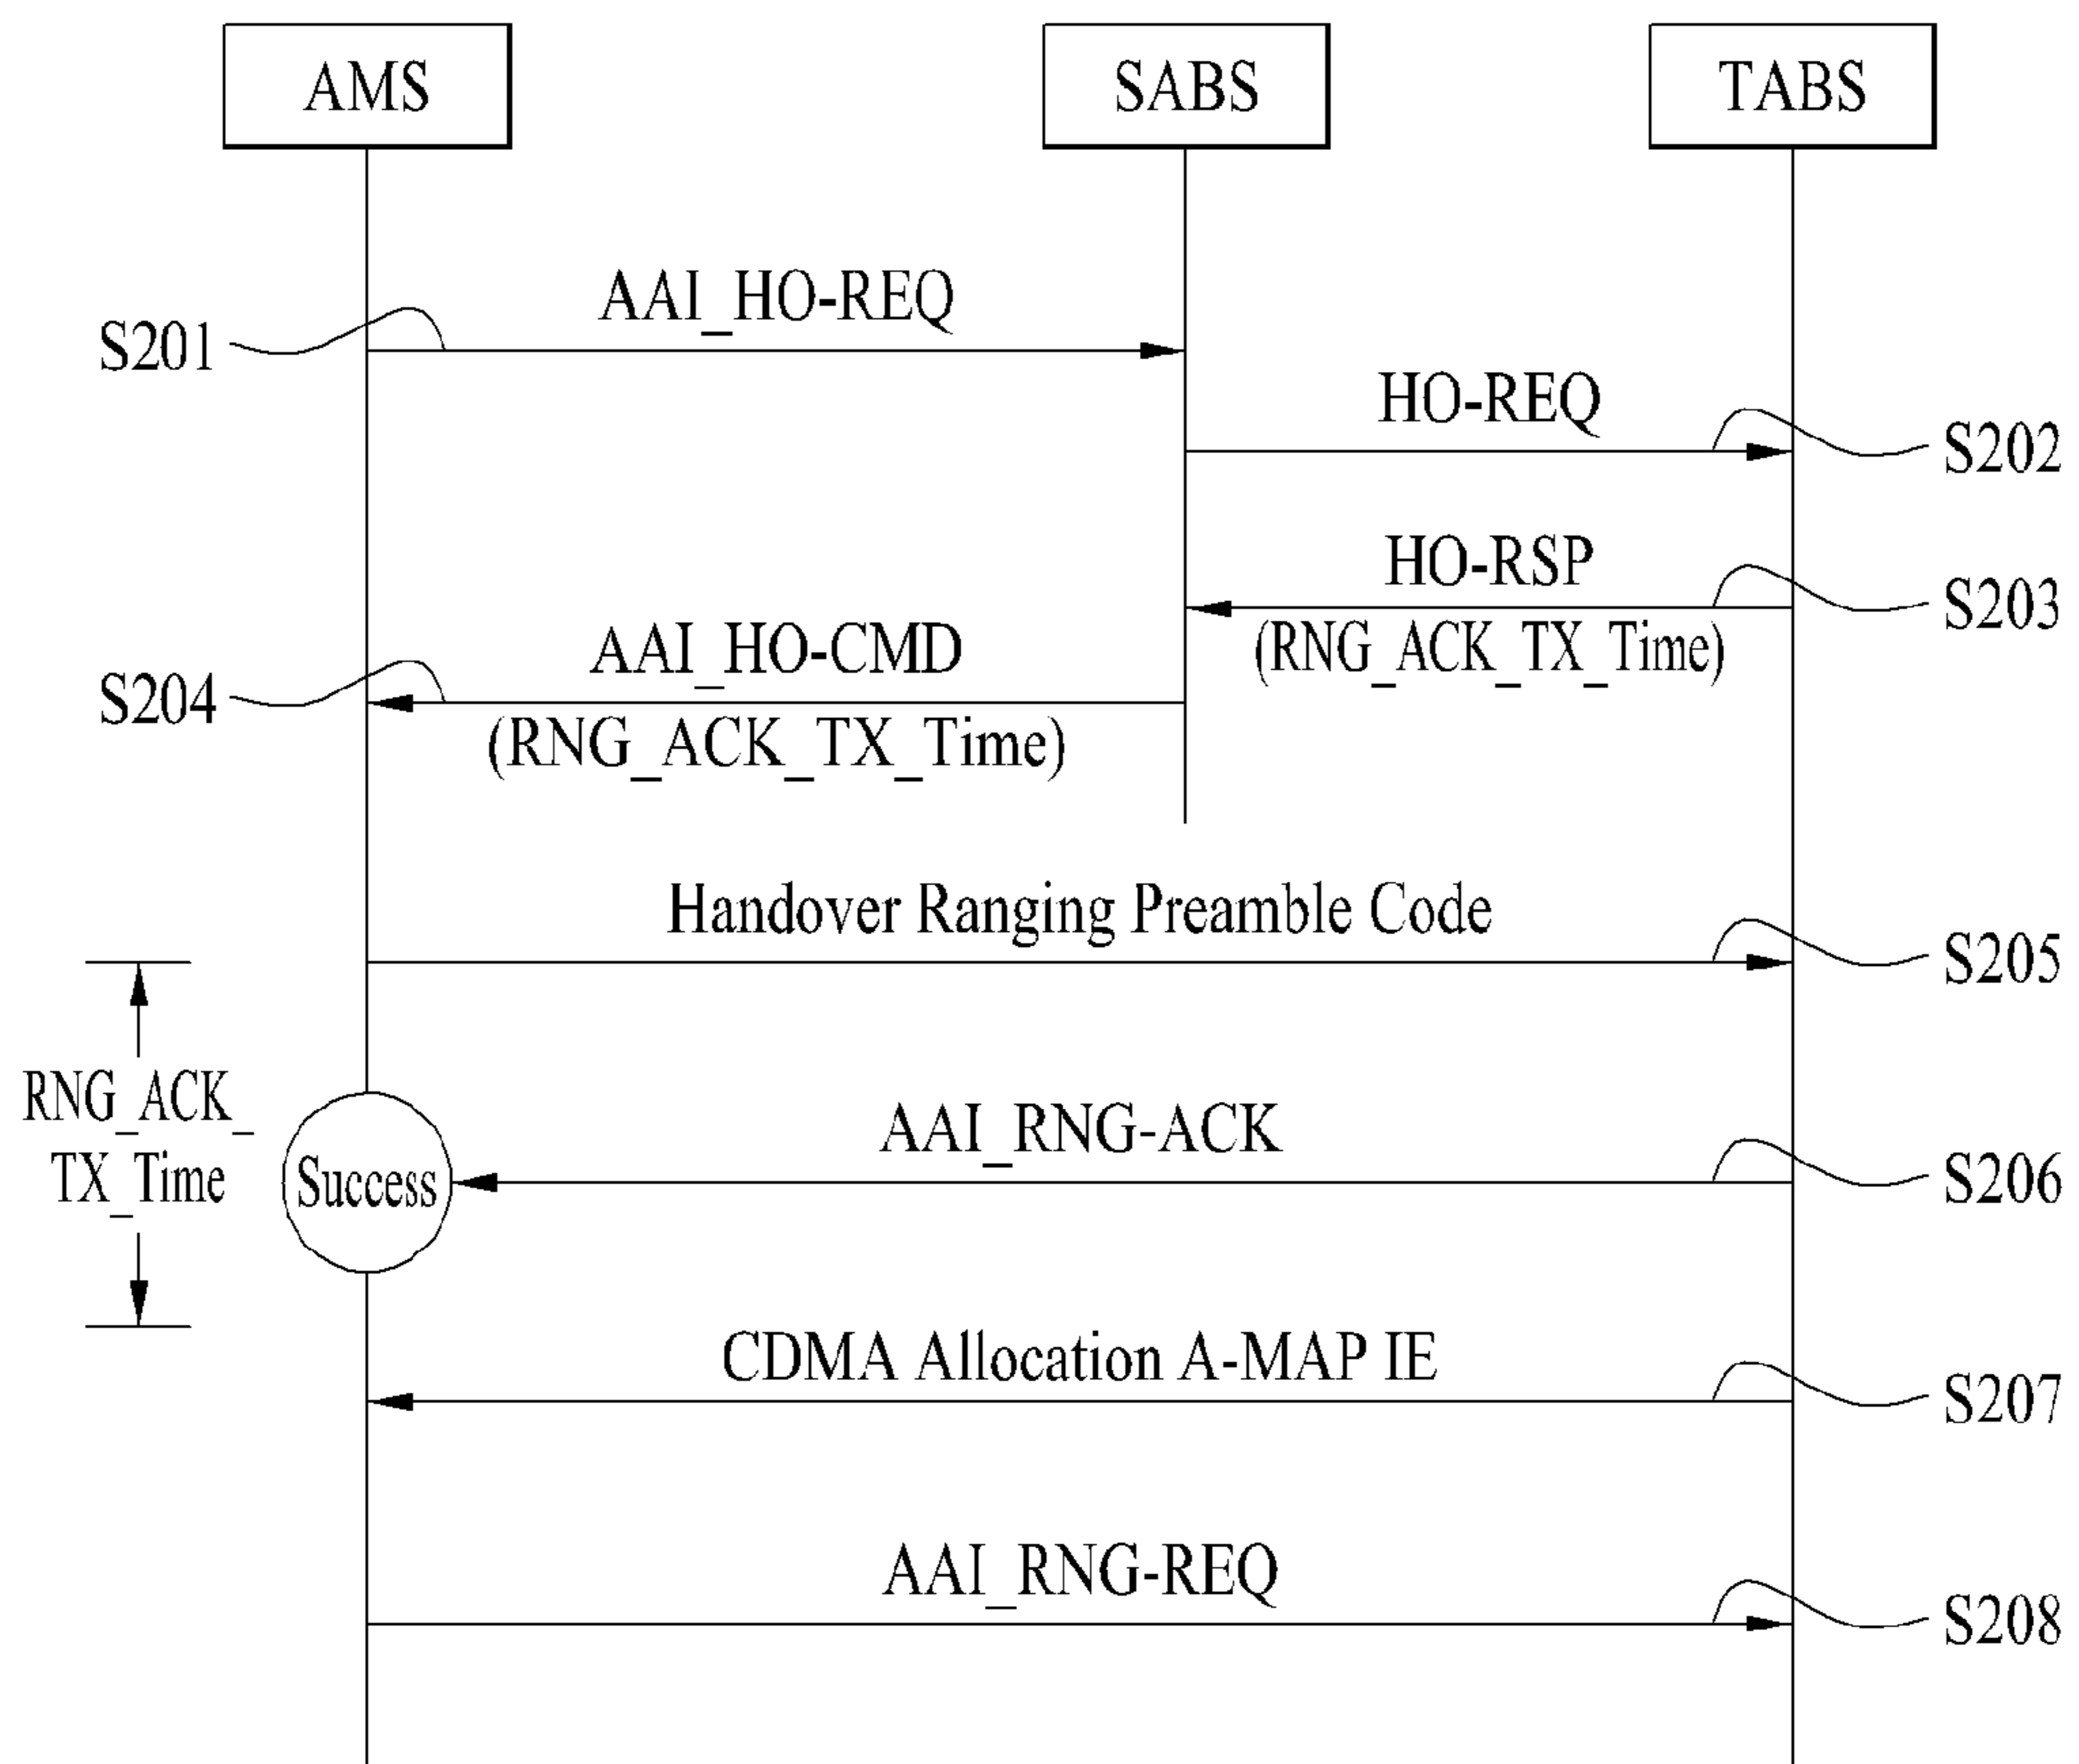 AMS
SABS
TABS
AAI_HO-REQ
S201
HO-REQ
S202
HO-RSP
S203
(RNG_ACK_TX_Time)
AAI_HO-CMD
S204
(RNG_ACK_TX_Time)
Handover Ranging Preamble Code
S205
RNG_ACK_
TX_Time
AAI_RNG-ACK
Success
S206
CDMA Allocation A-MAP IE
S207
AAI_RNG-REQ
S208